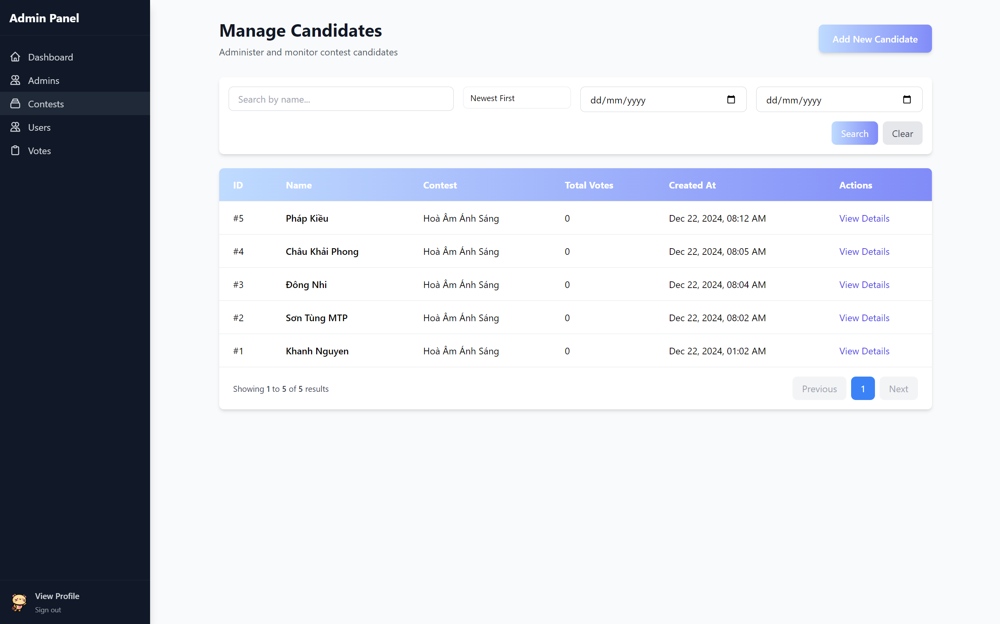 Admin Panel
Dashboard
Admins
Contests
Users
Votes
View Profile
Sign out
Manage Candidates
Administer and monitor contest candidates
Add New Candidate
Search by name...
Newest First
dd/mm/yyyy
dd/mm/yyyy
Search
Clear
ID Name Contest Total Votes Created At Actions
#5 Pháp Kiều Hoà Âm Ánh Sáng 0 Dec 22, 2024, 08:12 AM View Details
#4 Châu Khải Phong Hoà Âm Ánh Sáng 0 Dec 22, 2024, 08:05 AM View Details
#3 Đông Nhi Hoà Âm Ánh Sáng 0 Dec 22, 2024, 08:04 AM View Details
#2 Sơn Tùng MTP Hoà Âm Ánh Sáng 0 Dec 22, 2024, 08:02 AM View Details
#1 Khanh Nguyen Hoà Âm Ánh Sáng 0 Dec 22, 2024, 01:02 AM View Details
Showing 1 to 5 of 5 results
Previous 1 Next